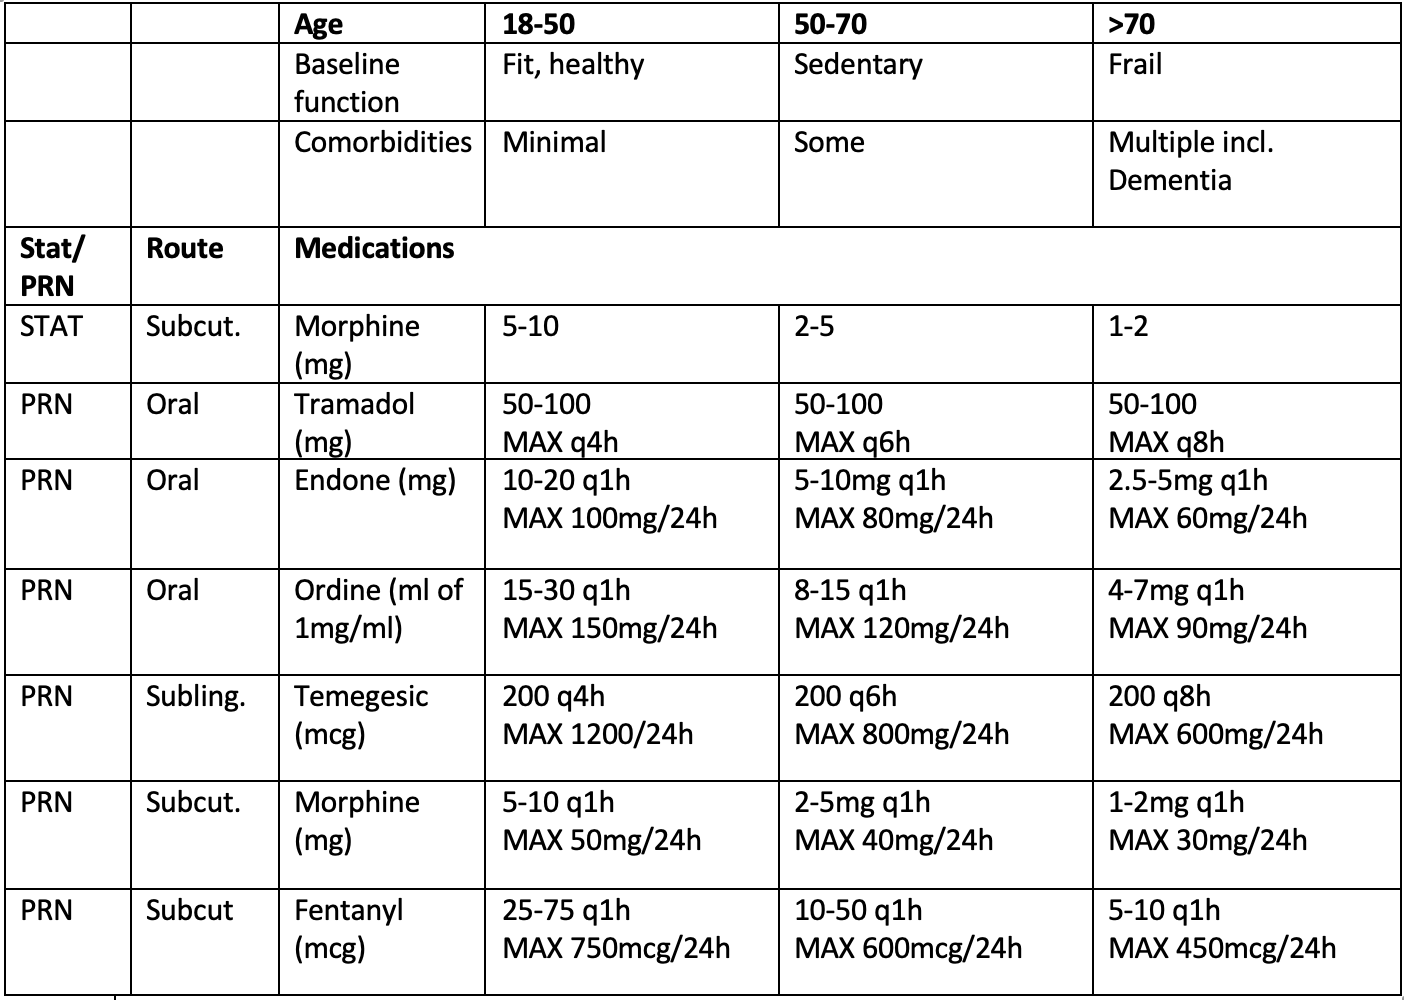 Age 18-50 50-70 >70
Baseline Fit, healthy Sedentary Frail
function
Comorbidities Minimal Some Multiple incl.
Dementia
Stat/ Route Medications
PRN
STAT Subcut. Morphine 5-10 2-5 1-2
(mg)
PRN Oral Tramadol 50-100 50-100 50-100
(mg) MAX q4h MAX q6h MAX q8h
PRN Oral Endone (mg) 10-20 q1h 5-10mg q1h 2.5-5mg q1h
MAX 100mg/24h MAX 80mg/24h MAX 60mg/24h
PRN Oral Ordine (ml of 15-30 q1h 8-15 q1h 4-7mg q1h
1mg/ml) MAX 150mg/24h MAX 120mg/24h MAX 90mg/24h
PRN Subling. Temegesic 200 q4h 200 q6h 200 q8h
(mcg) MAX 1200/24h MAX 800mg/24h MAX 600mg/24h
PRN Subcut. Morphine 5-10 q1h 2-5mg q1h 1-2mg q1h
(mg) MAX 50mg/24h MAX 40mg/24h MAX 30mg/24h
PRN Subcut Fentanyl 25-75 q1h 10-50 q1h 5-10 q1h
(mcg) MAX 750mcg/24h MAX 600mcg/24h MAX 450mcg/24h